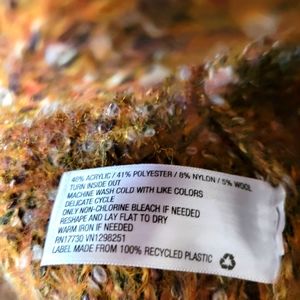 46% ACRYLIC / 41% POLYESTER / 8% NYLON / 5% WOOL
TURN INSIDE OUT
MACHINE WASH COLD WITH LIKE COLORS
DELICATE CYCLE
ONLY NON-CHLORINE BLEACH IF NEEDED
RESHAPE AND LAY FLAT TO DRY
WARM IRON IF NEEDED
RN17730 VN1298251
LABEL MADE FROM 100% RECYCLED PLASTIC